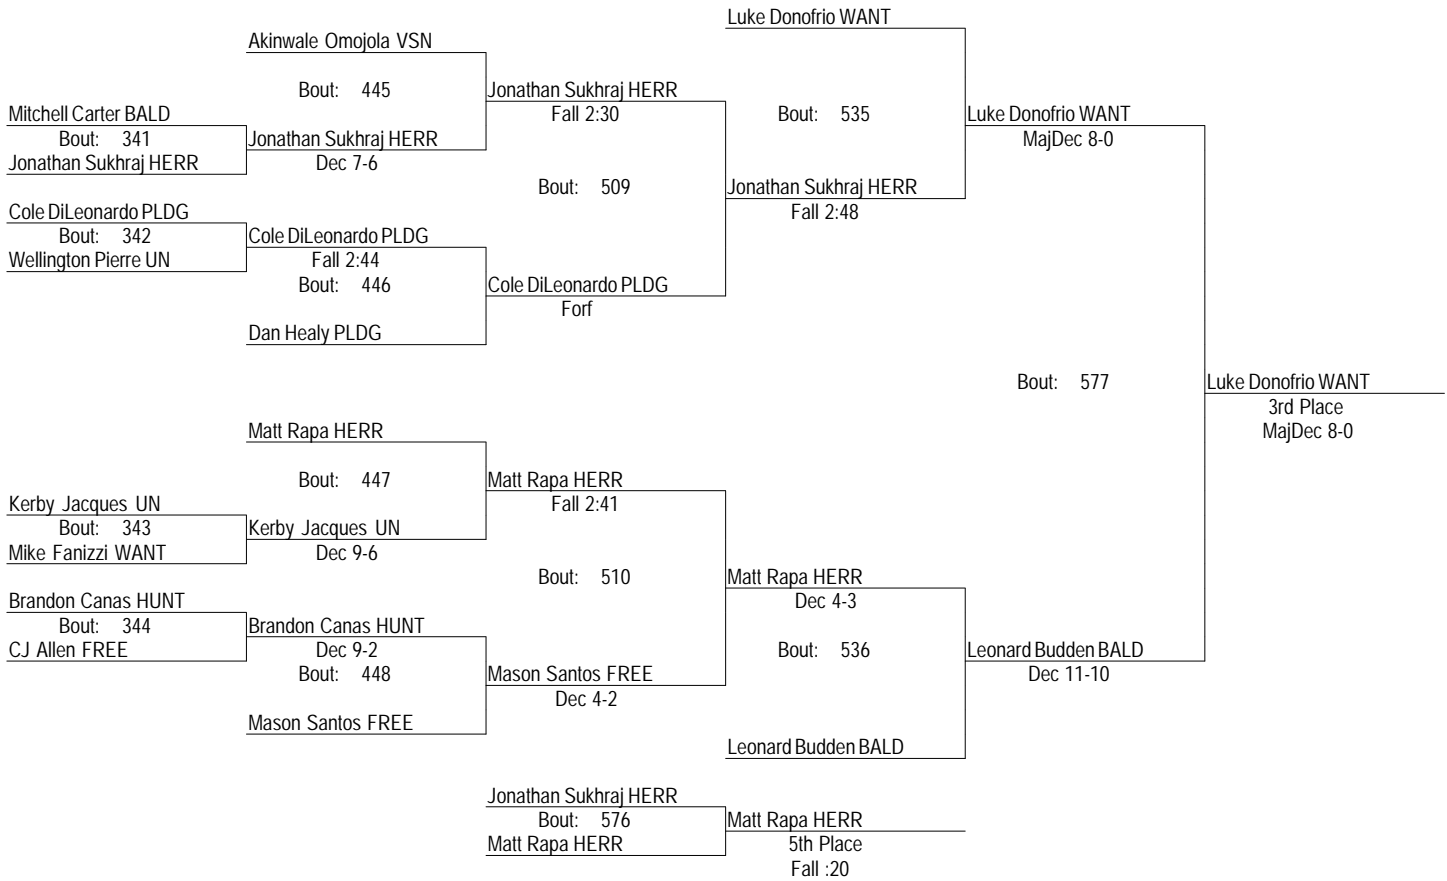 Luke Donofrio WANT
Akinwale Omojola VSN
Bout: 445
Jonathan Sukhraj HERR
Fall 2:30
Mitchell Carter BALD
Bout: 341
Jonathan Sukhraj HERR
Jonathan Sukhraj HERR
Dec 7-6
Bout: 535
Luke Donofrio WANT
MajDec 8-0
Bout: 509
Jonathan Sukhraj HERR
Fall 2:48
Cole DiLeonardo PLDG
Bout: 342
Wellington Pierre UN
Cole DiLeonardo PLDG
Fall 2:44
Bout: 446
Cole DiLeonardo PLDG
Forf
Dan Healy PLDG
Bout: 577
Luke Donofrio WANT
3rd Place
MajDec 8-0
Matt Rapa HERR
Bout: 447
Matt Rapa HERR
Fall 2:41
Kerby Jacques UN
Bout: 343
Mike Fanizzi WANT
Kerby Jacques UN
Dec 9-6
Bout: 510
Matt Rapa HERR
Dec 4-3
Brandon Canas HUNT
Bout: 344
CJ Allen FREE
Brandon Canas HUNT
Dec 9-2
Bout: 448
Mason Santos FREE
Dec 4-2
Mason Santos FREE
Bout: 536
Leonard Budden BALD
Dec 11-10
Leonard Budden BALD
Jonathan Sukhraj HERR
Bout: 576
Matt Rapa HERR
Matt Rapa HERR
5th Place
Fall :20